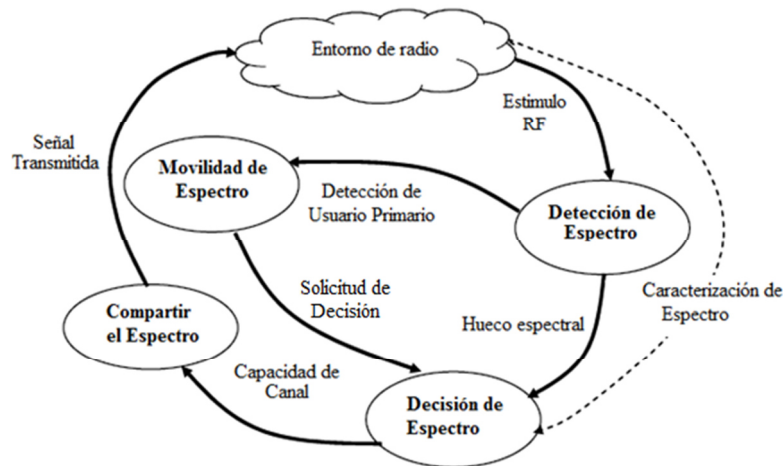 Entorno de radio
Estimulo
RF
Señal
Transmitida
Movilidad de
Espectro
Detección de
Usuario Primario
Detección de
Espectro
Solicitud de
Decisión
Caracterización de
Espectro
Compartir
el Espectro
Hueco espectral
Capacidad de
Canal
Decisión de
Espectro